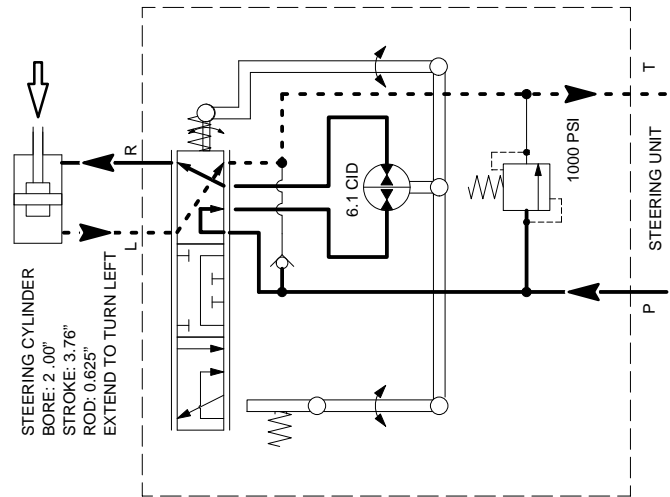 STEERING CYLINDER
BORE: 2 .00"
STROKE: 3.76"
ROD: 0.625"
EXTEND TO TURN LEFT
L
R
6.1 CID
1000 PSI
P
STEERING UNIT
T